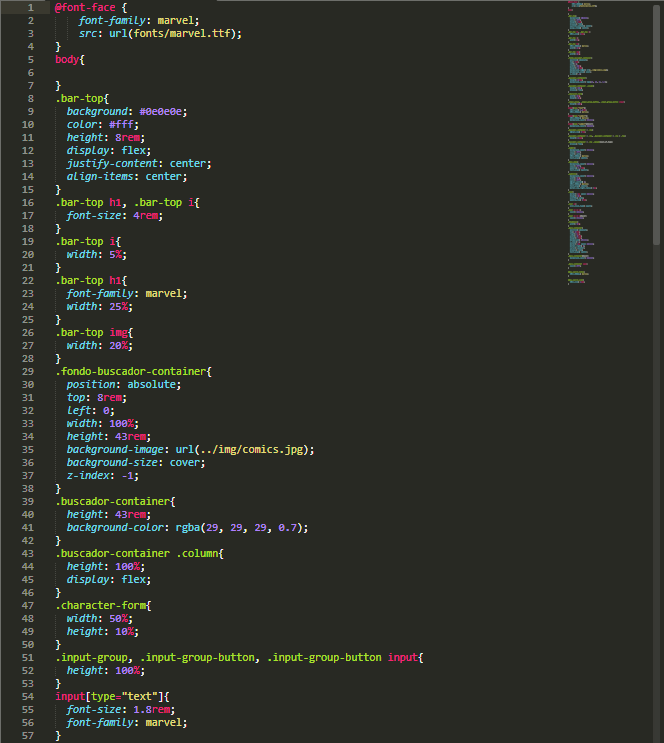 1 @font-face {
2     font-family: marvel;
3     src: url(fonts/marvel.ttf);
4 }
5 body{
6
7 }
8 .bar-top{
9   background: #0e0e0e;
10   color: #fff;
11   height: 8rem;
12   display: flex;
13   justify-content: center;
14   align-items: center;
15 }
16 .bar-top h1, .bar-top i{
17   font-size: 4rem;
18 }
19 .bar-top i{
20   width: 5%;
21 }
22 .bar-top h1{
23   font-family: marvel;
24   width: 25%;
25 }
26 .bar-top img{
27   width: 20%;
28 }
29 .fondo-buscador-container{
30   position: absolute;
31   top: 8rem;
32   left: 0;
33   width: 100%;
34   height: 43rem;
35   background-image: url(../img/comics.jpg);
36   background-size: cover;
37   z-index: -1;
38 }
39 .buscador-container{
40   height: 43rem;
41   background-color: rgba(29, 29, 29, 0.7);
42 }
43 .buscador-container .column{
44   height: 100%;
45   display: flex;
46 }
47 .character-form{
48   width: 50%;
49   height: 10%;
50 }
51 .input-group, .input-group-button, .input-group-button input{
52   height: 100%;
53 }
54 input[type="text"]{
55   font-size: 1.8rem;
56   font-family: marvel;
57 }